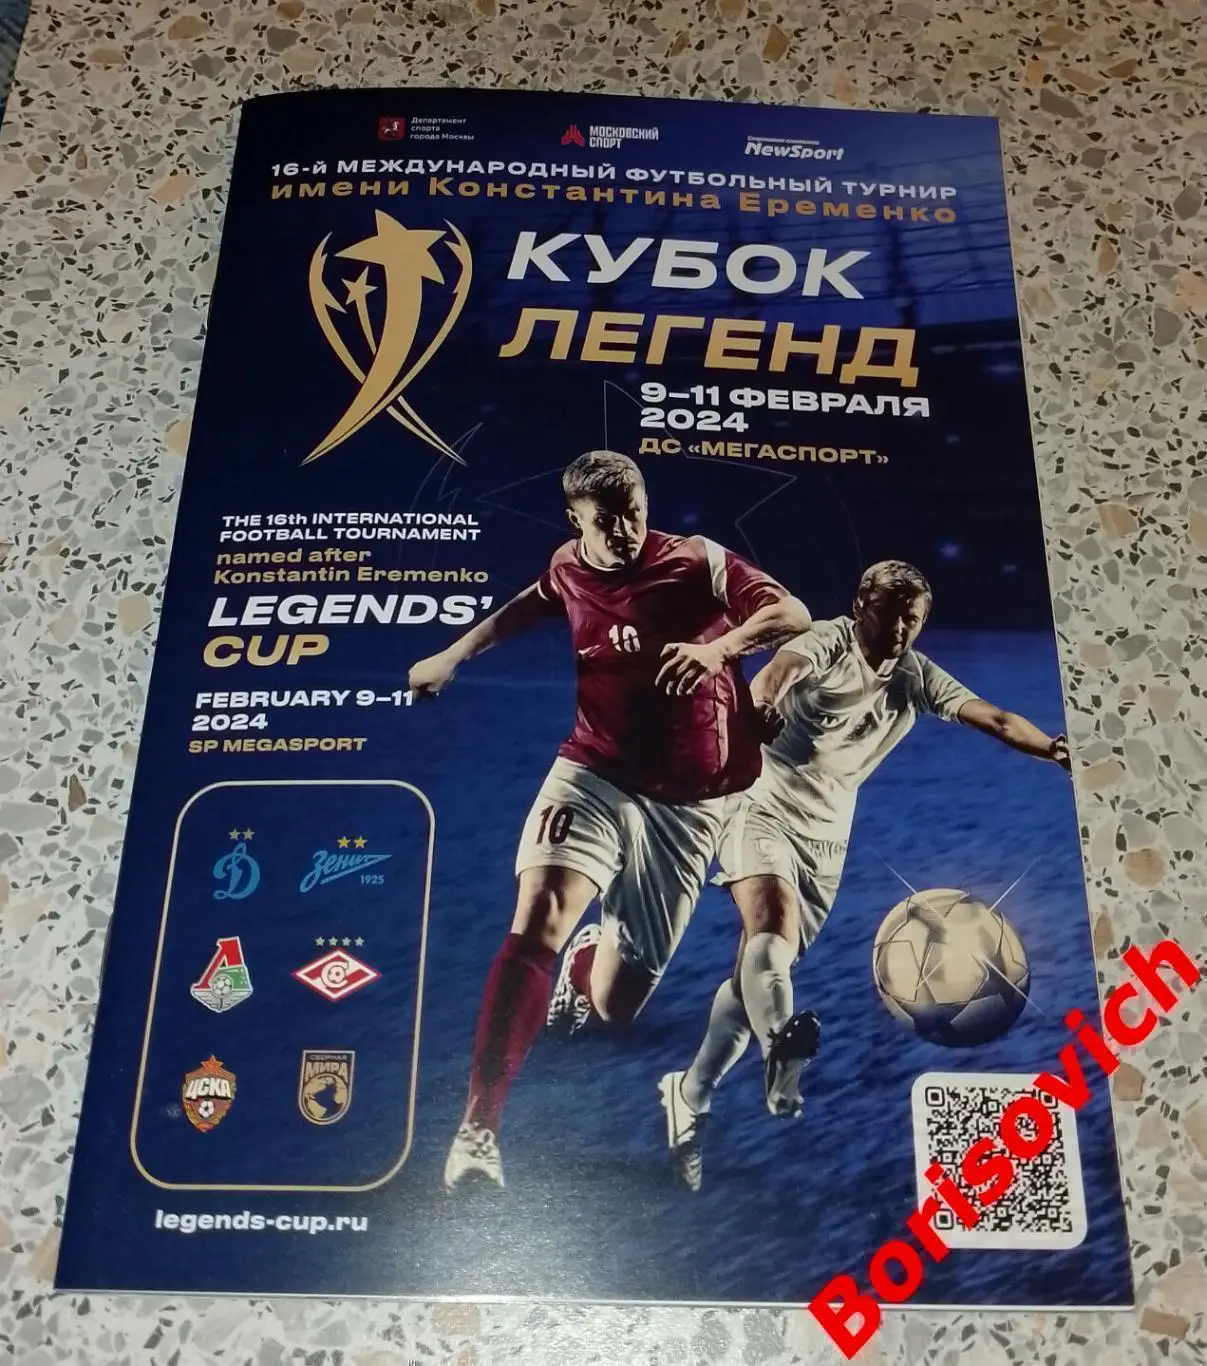 Департамент
спорта
города Москвы
МОСКОВСКИЙ
СПОРТ
NewSport
16-й МЕЖДУНАРОДНЫЙ ФУТБОЛЬНЫЙ ТУРНИР
имени Константина Еременко
КУБОК
ЛЕГЕНД
9–11 ФЕВРАЛЯ
2024
ДС «МЕГАСПОРТ»
THE 16th INTERNATIONAL
FOOTBALL TOURNAMENT
named after
Konstantin Eremenko
LEGENDS’
CUP
FEBRUARY 9–11
2024
SP MEGASPORT
10
10
Д
Зенит
1925
Л
С
ЦСКА
СБОРНАЯ
МИРА
legends-cup.ru
Borisovich